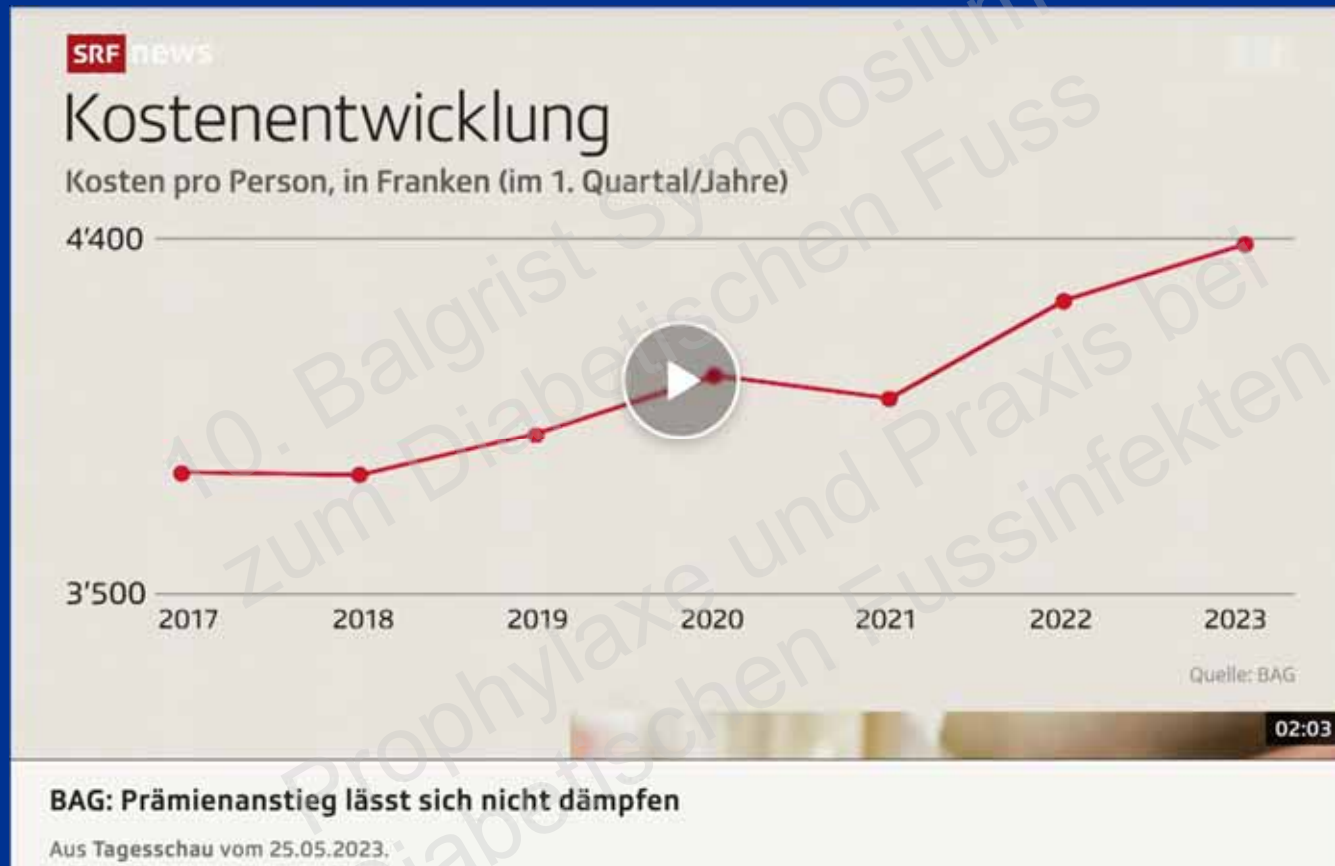 SRF news
Kostenentwicklung
Kosten pro Person, in Franken (im 1. Quartal/Jahre)
4'400
3'500
2017 2018 2019 2020 2021 2022 2023
Quelle: BAG
02:03
BAG: Prämienanstieg lässt sich nicht dämpfen
Aus Tagesschau vom 25.05.2023.
10. Balgrist Symposium
zum Diabetischen Fuss
Prophylaxe und Praxis bei
Diabetischen Fussinfekten